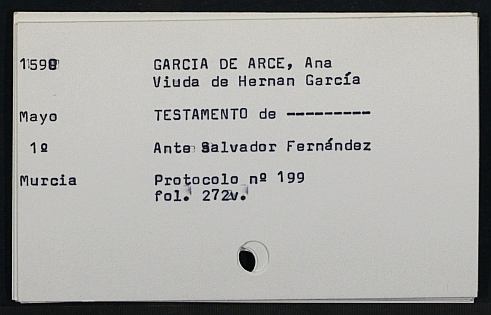 1598 GARCIA DE ARCE, Ana
Viuda de Hernan García
Mayo TESTAMENTO de ---------
1º Ante Salvador Fernández
Murcia Protocolo nº 199
fol. 272v.